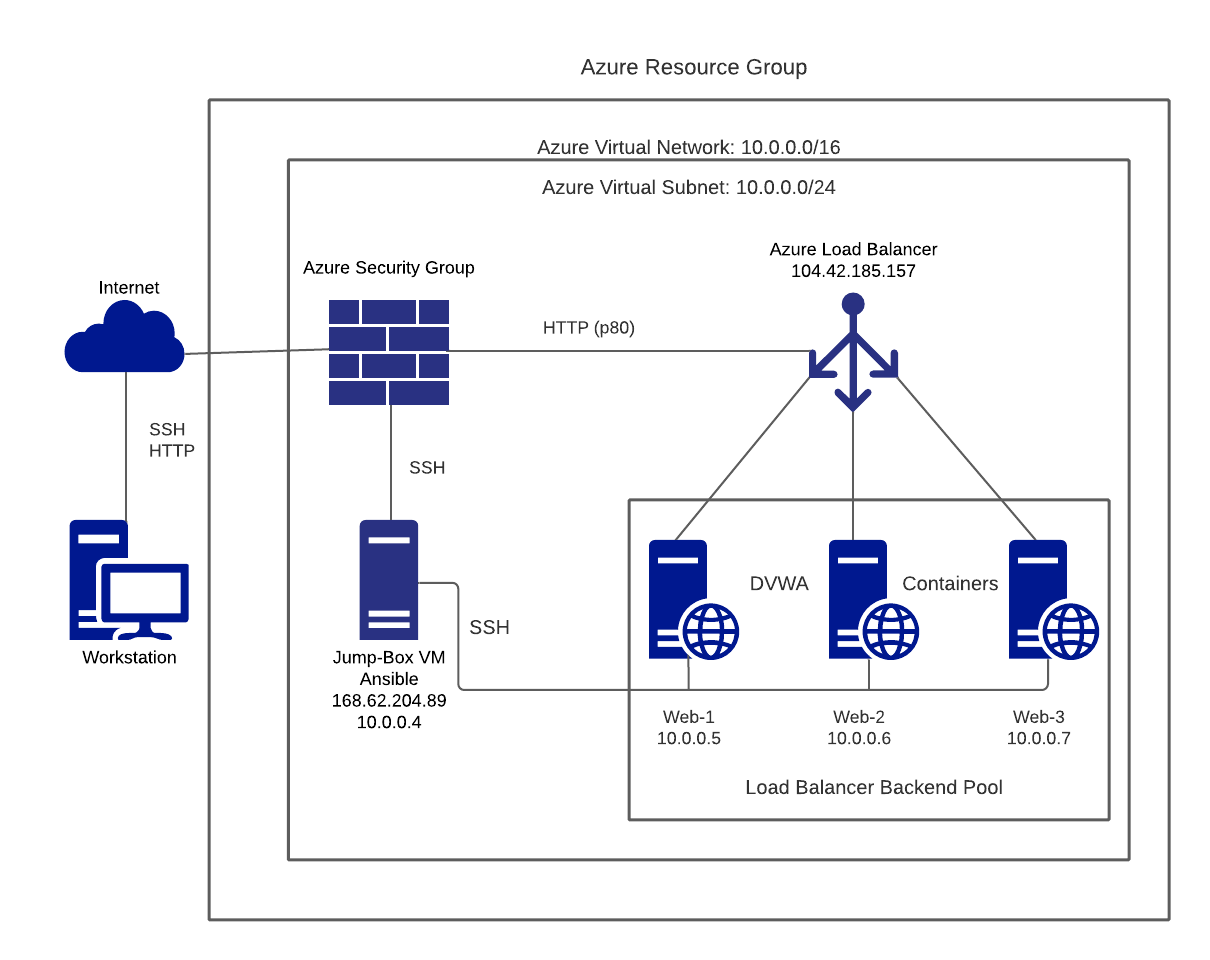 Azure Resource Group
Azure Virtual Network: 10.0.0.0/16
Azure Virtual Subnet: 10.0.0.0/24
Azure Load Balancer
104.42.185.157
Azure Security Group
Internet
HTTP (p80)
SSH
HTTP
SSH
DVWA
Containers
SSH
Workstation
Jump-Box VM
Ansible
168.62.204.89
10.0.0.4
Web-1
10.0.0.5
Web-2
10.0.0.6
Web-3
10.0.0.7
Load Balancer Backend Pool